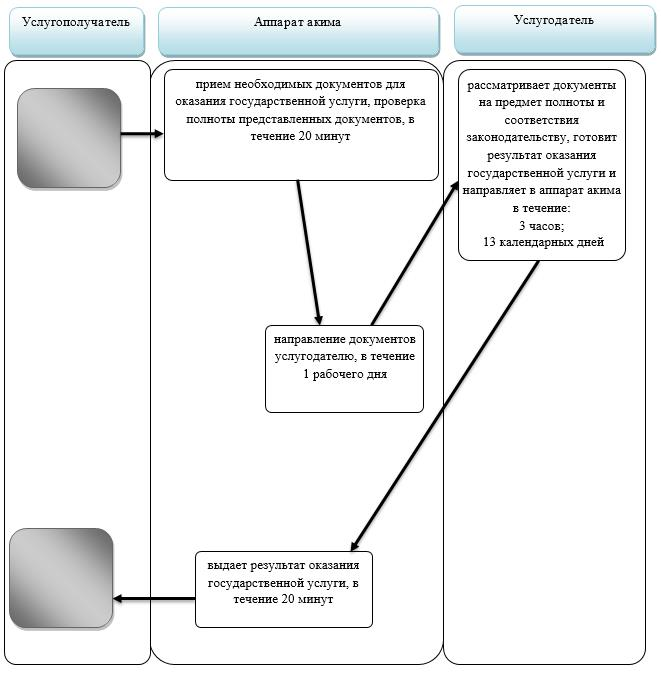 Услугополучатель
Аппарат акима
Услугодатель
прием необходимых документов для
оказания государственной услуги, проверка
полноты представленных документов, в
течение 20 минут
рассматривает документы
на предмет полноты и
соответствия
законодательству, готовит
результат оказания
государственной услуги и
направляет в аппарат акима
в течение:
3 часов;
13 календарных дней
направление документов
услугодателю, в течение
1 рабочего дня
выдает результат оказания
государственной услуги, в
течение 20 минут